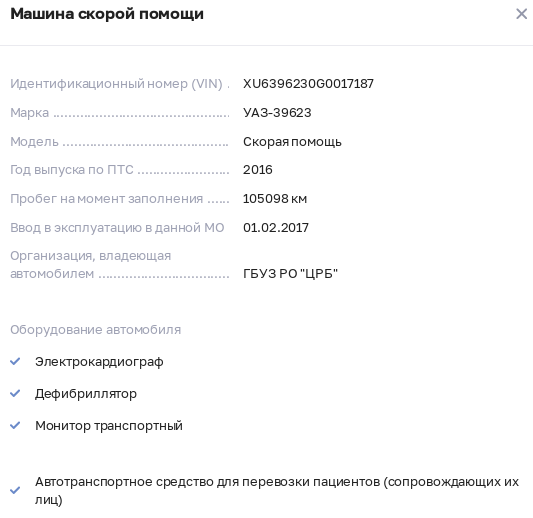 Машина скорой помощи
Идентификационный номер (VIN) . XU6396230G0017187
Марка ........................................ УАЗ-39623
Модель ...................................... Скорая помощь
Год выпуска по ПТС ...................... 2016
Пробег на момент заполнения ...... 105098 км
Ввод в эксплуатацию в данной МО 01.02.2017
Организация, владеющая
автомобилем .............................. ГБУЗ РО "ЦРБ"
Оборудование автомобиля
Электрокардиограф
Дефибриллятор
Монитор транспортный
Автотранспортное средство для перевозки пациентов (сопровождающих их
лиц)